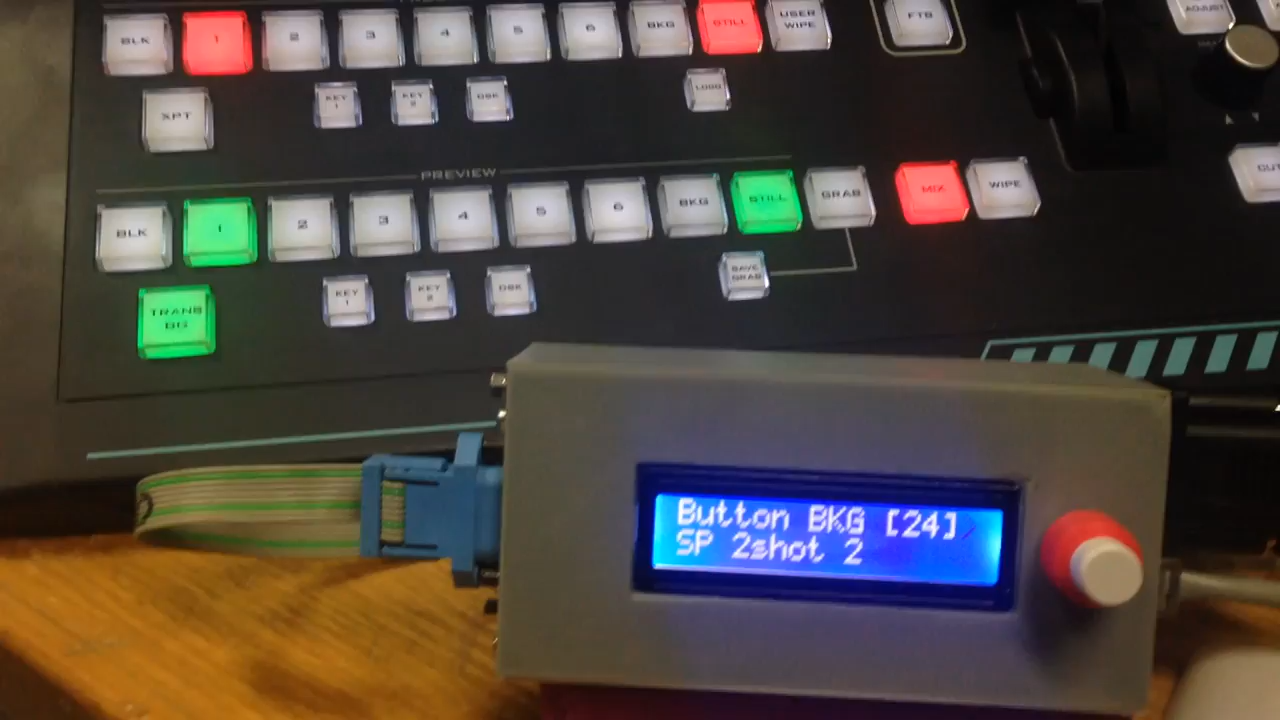 BLK 1 2 3 4 5 6 BKG STILL USER WIPE FTB ADJUST
XPT KEY 1 KEY 2 DSK LOGO
PREVIEW
BLK 1 2 3 4 5 6 BKG STILL GRAB MIX WIPE CUT
TRANS BG KEY 1 KEY 2 DSK SAVE GRAB
Button BKG [24]
SP 2shot 2